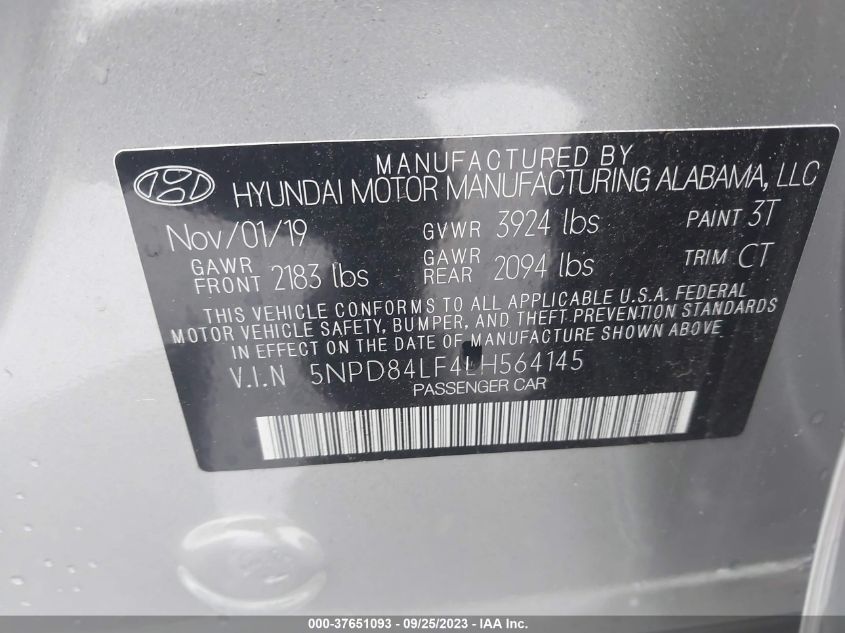 MANUFACTURED BY
HYUNDAI MOTOR MANUFACTURING ALABAMA, LLC
Nov/01/19 GVWR 3924 lbs PAINT 3T
GAWR FRONT 2183 lbs GAWR REAR 2094 lbs TRIM CT
THIS VEHICLE CONFORMS TO ALL APPLICABLE U.S.A. FEDERAL
MOTOR VEHICLE SAFETY, BUMPER, AND THEFT PREVENTION STANDARDS
IN EFFECT ON THE DATE OF MANUFACTURE SHOWN ABOVE
V.I.N 5NPD84LF4LH564145
PASSENGER CAR
000-37651093 - 09/25/2023 - IAA Inc.